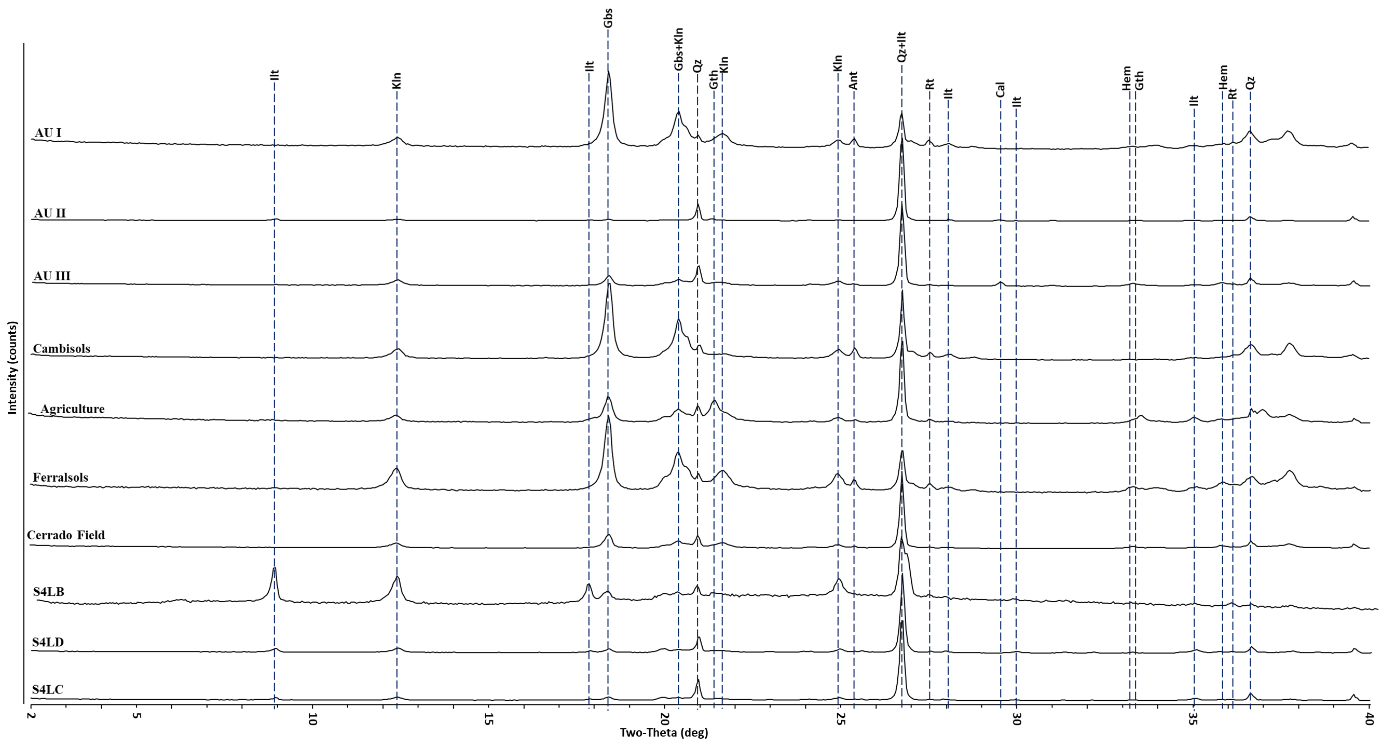 Ilt
Kln
Ilt
Gbs
Gbs+Kln
Qz
Gth
Kln
Kln
Ant
Qz+Ilt
Rt
Ilt
Cal
Ilt
Hem
Gth
Ilt
Hem
Rt
Qz
AU I
AU II
AU III
Cambisols
Agriculture
Ferralsols
Cerrado Field
S4LB
S4LD
S4LC
Intensity (counts)
2 5 10 15 20 25 30 35 40
Two-Theta (deg)